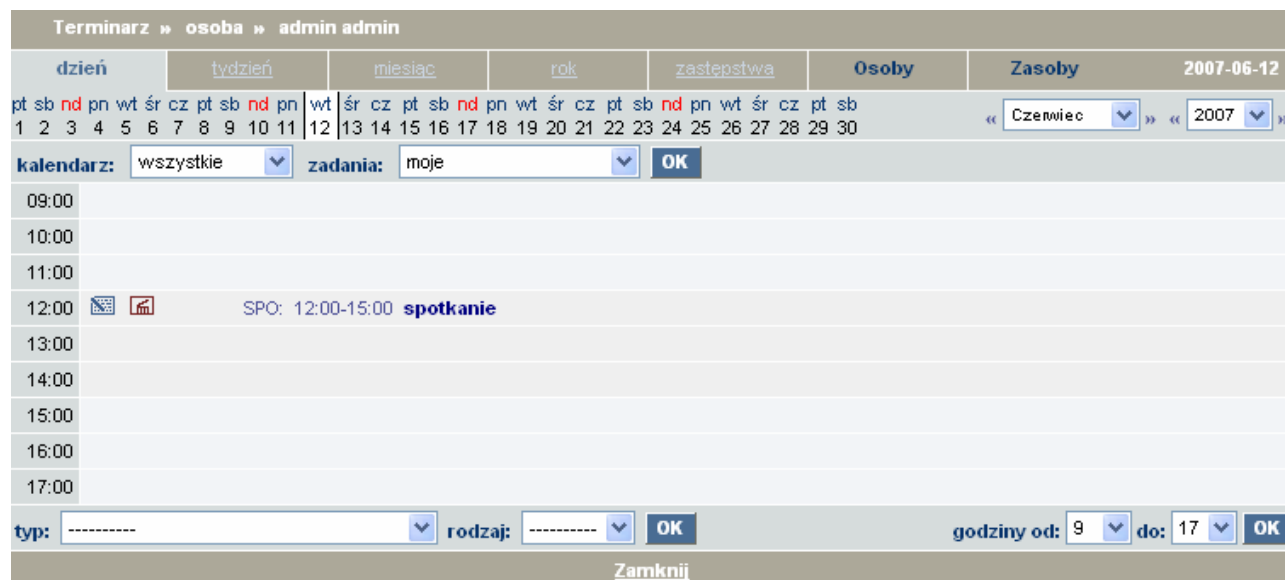 Terminarz » osoba » admin admin
dzień tydzień miesiąc rok zastępstwa Osoby Zasoby 2007-06-12
pt sb nd pn wt śr cz pt sb nd pn wt śr cz pt sb nd pn wt śr cz pt sb nd pn wt śr cz pt sb
1 2 3 4 5 6 7 8 9 10 11 12 13 14 15 16 17 18 19 20 21 22 23 24 25 26 27 28 29 30
« Czerwiec » « 2007 »
kalendarz: wszystkie zadania: moje OK
09:00
10:00
11:00
12:00 SPO: 12:00-15:00 spotkanie
13:00
14:00
15:00
16:00
17:00
typ: ---------- rodzaj: ---------- OK godziny od: 9 do: 17 OK
Zamknij